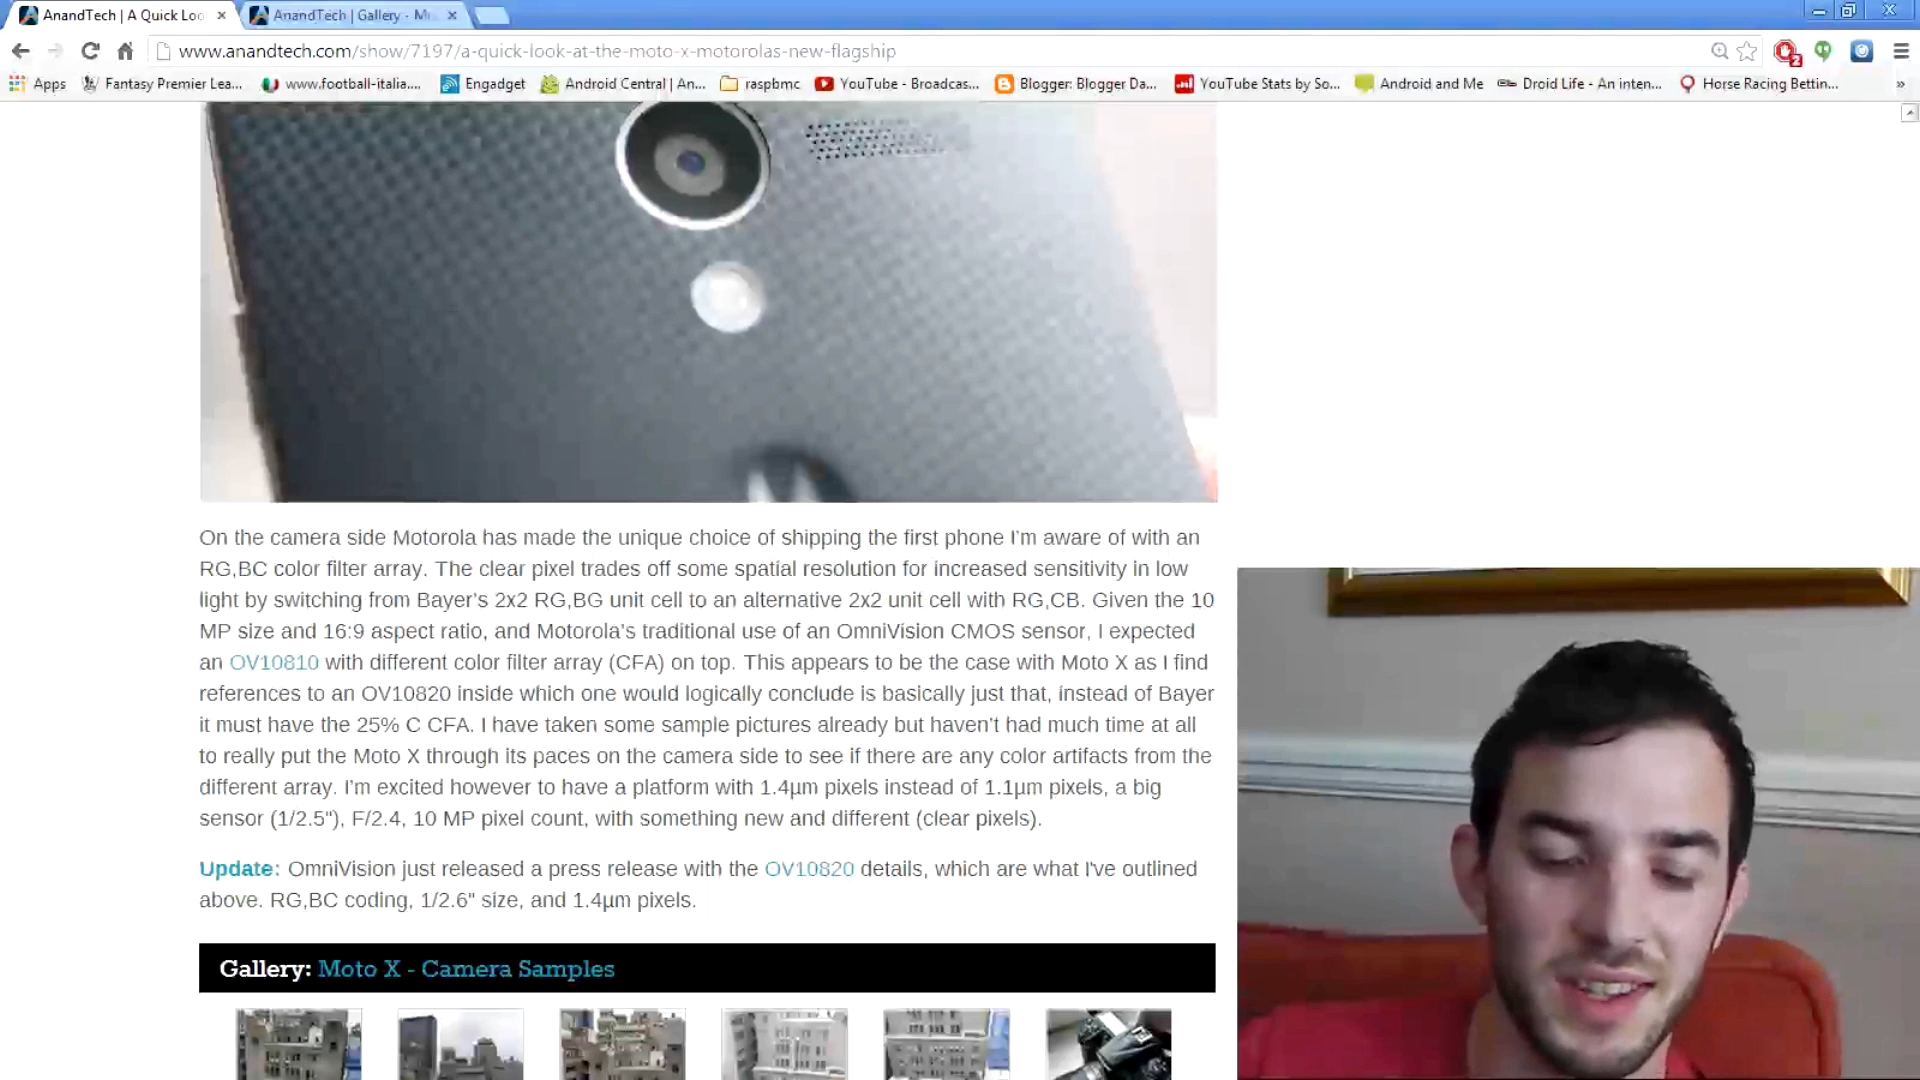 AnandTech | A Quick Loo
AnandTech | Gallery - M
www.anandtech.com/show/7197/a-quick-look-at-the-moto-x-motorolas-new-flagship
2
Apps Fantasy Premier Lea... www.football-italia.... Engadget Android Central | An... raspbmc YouTube - Broadcas... Blogger: Blogger Da... YouTube Stats by So... Android and Me Droid Life - An inten... Horse Racing Bettin... »
On the camera side Motorola has made the unique choice of shipping the first phone I'm aware of with an
RG,BC color filter array. The clear pixel trades off some spatial resolution for increased sensitivity in low
light by switching from Bayer's 2x2 RG,BG unit cell to an alternative 2x2 unit cell with RG,CB. Given the 10
MP size and 16:9 aspect ratio, and Motorola's traditional use of an OmniVision CMOS sensor, I expected
an OV10810 with different color filter array (CFA) on top. This appears to be the case with Moto X as I find
references to an OV10820 inside which one would logically conclude is basically just that, instead of Bayer
it must have the 25% C CFA. I have taken some sample pictures already but haven't had much time at all
to really put the Moto X through its paces on the camera side to see if there are any color artifacts from the
different array. I'm excited however to have a platform with 1.4µm pixels instead of 1.1µm pixels, a big
sensor (1/2.5"), F/2.4, 10 MP pixel count, with something new and different (clear pixels).
Update: OmniVision just released a press release with the OV10820 details, which are what I've outlined
above. RG,BC coding, 1/2.6" size, and 1.4µm pixels.
Gallery: Moto X - Camera Samples